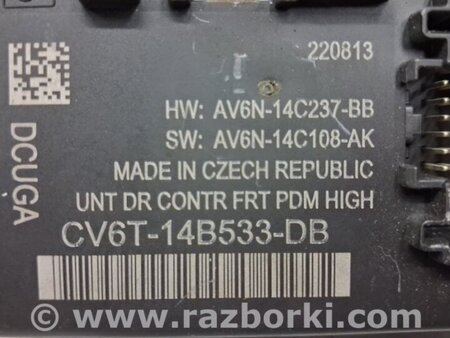 220813
HW: AV6N-14C237-BB
SW: AV6N-14C108-AK
MADE IN CZECH REPUBLIC
UNT DR CONTR FRT PDM HIGH
DCUGA
CV6T-14B533-DB
www.razborki.com